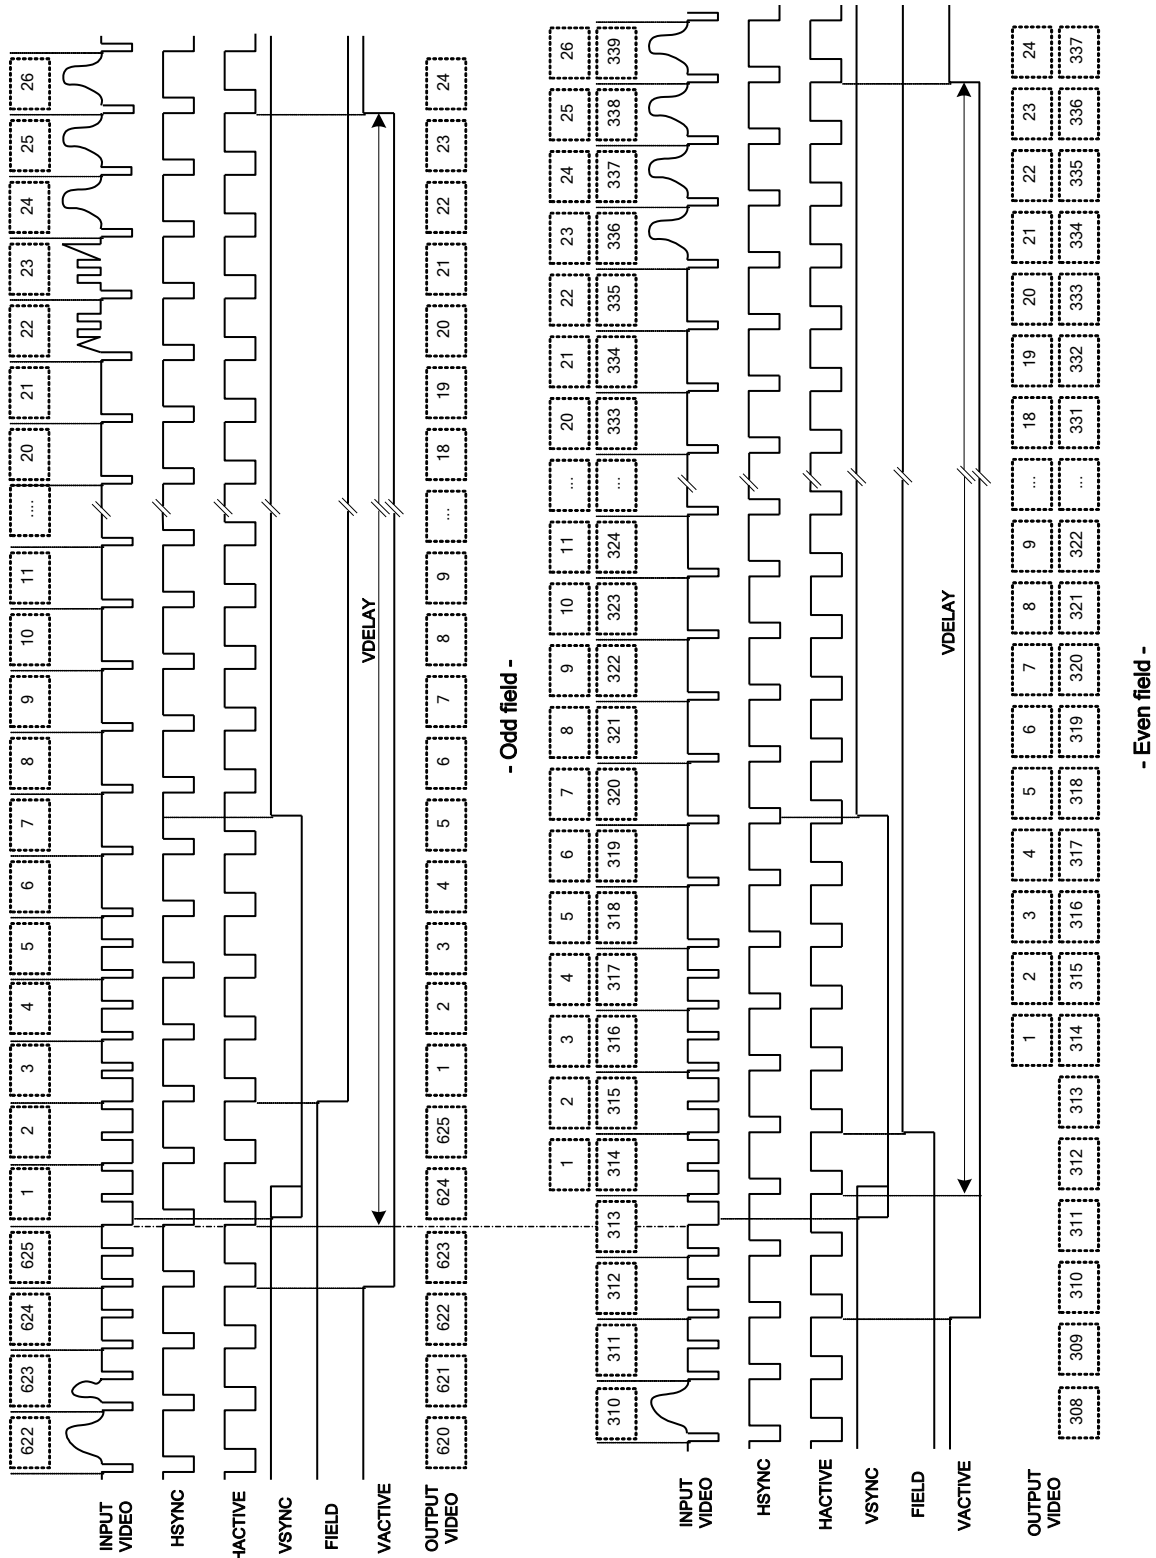 622 623 624 625 1 2 3 4 5 6 7 8 9 10 11 .... 20 21 22 23 24 25 26
INPUT
VIDEO
HSYNC
HACTIVE
VSYNC
FIELD
VDELAY
VACTIVE
OUTPUT
VIDEO
620 621 622 623 624 625 1 2 3 4 5 6 7 8 9 ... 18 19 20 21 22 23 24
- Odd field -
1 2 3 4 5 6 7 8 9 10 11 ... 20 21 22 23 24 25 26
310 311 312 313 314 315 316 317 318 319 320 321 322 323 324 ... 333 334 335 336 337 338 339
INPUT
VIDEO
HSYNC
HACTIVE
VSYNC
FIELD
VDELAY
VACTIVE
1 2 3 4 5 6 7 8 9 ... 18 19 20 21 22 23 24
OUTPUT
VIDEO
308 309 310 311 312 313 314 315 316 317 318 319 320 321 322 ... 331 332 333 334 335 336 337
- Even field -